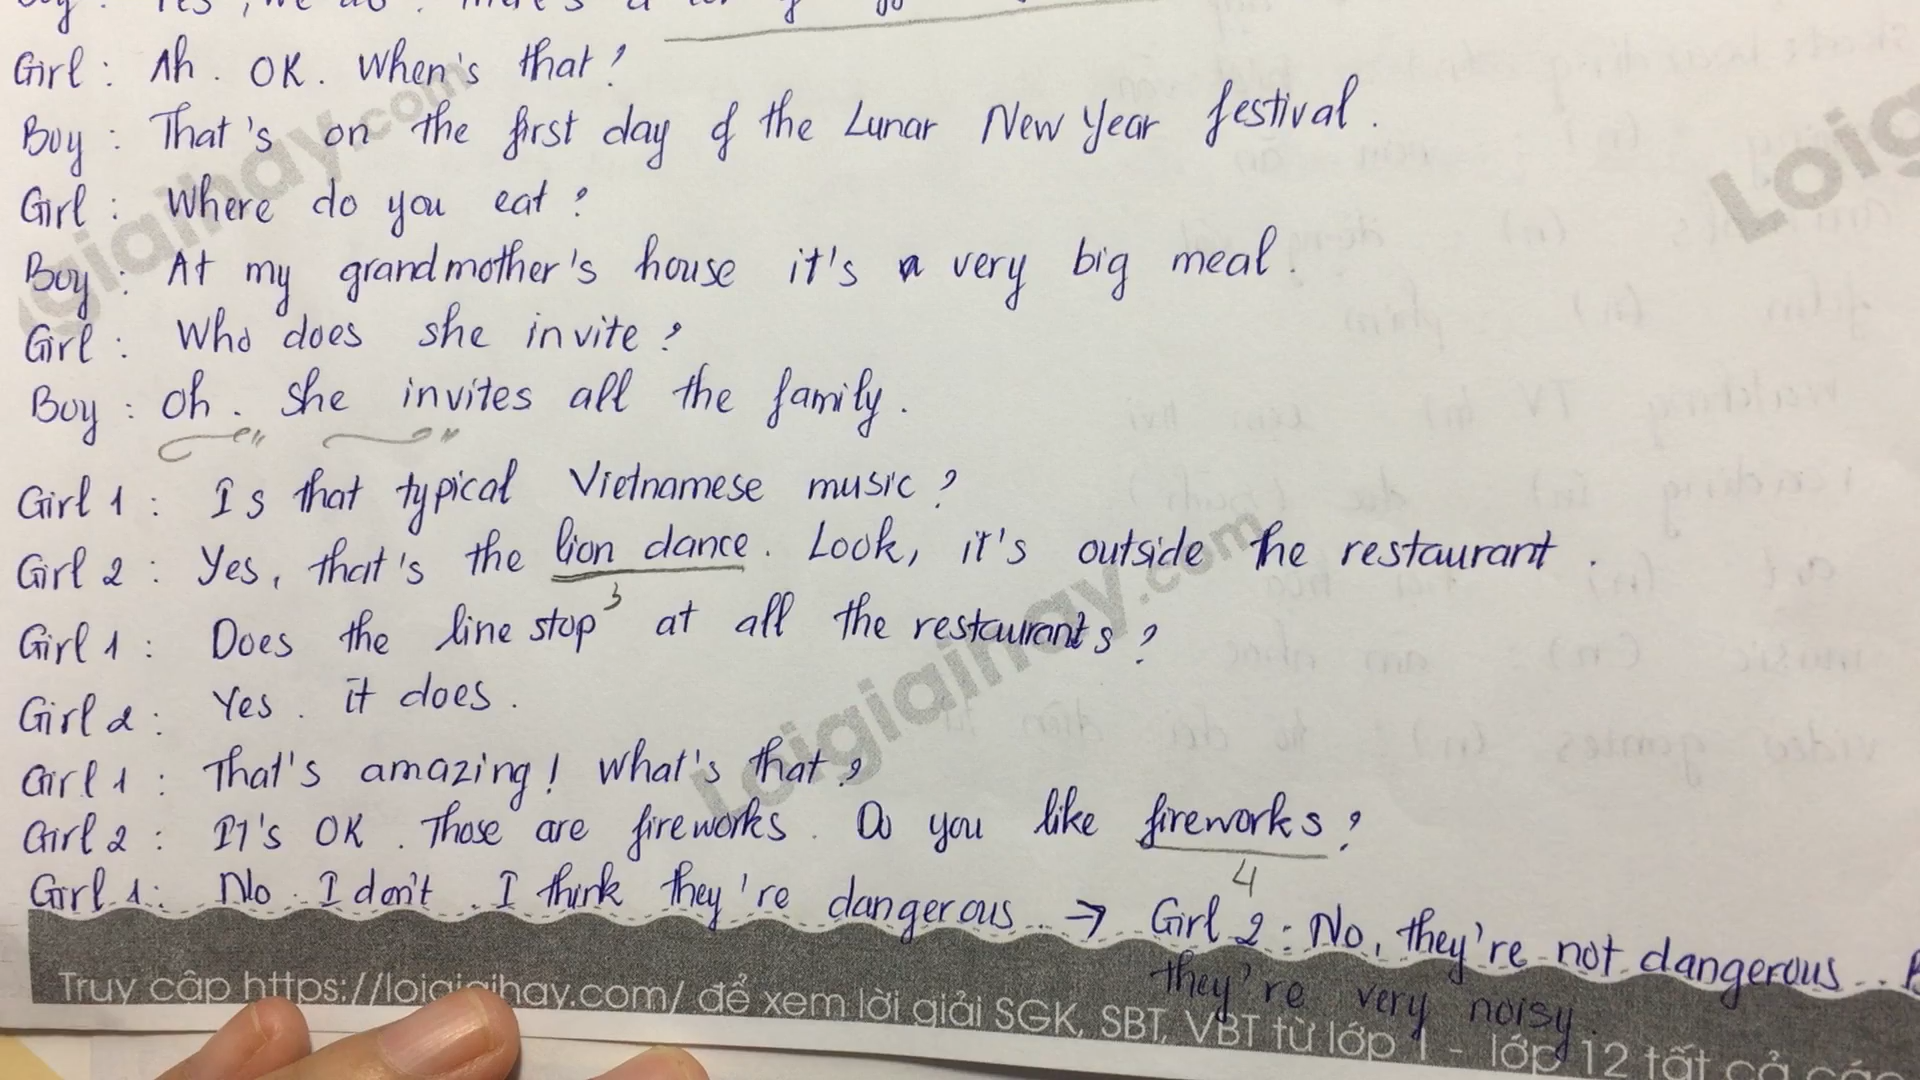 Girl : Ah . OK . When's that ?
Boy : That's on the first day of the Lunar New Year festival .
Girl : Where do you eat ?
Boy : At my grandmother's house it's a very big meal .
Girl : Who does she invite ?
Boy : Oh . She invites all the family .
Girl 1 : Is that typical Vietnamese music ?
Girl 2 : Yes, that's the lion dance . Look, it's outside the restaurant .
3
Girl 1 : Does the line stop at all the restaurants ?
Girl 2 : Yes . it does .
Girl 1 : That's amazing ! What's that ?
Girl 2 : It's OK . Those are fireworks . Do you like fireworks ?
4
Girl 1 : No . I don't . I think they're dangerous → Girl 2 : No, they're not dangerous . B
they're very noisy .
Truy cập https://loigiaihay.com/ để xem lời giải SGK, SBT, VBT từ lớp 1 - lớp 12 tất cả các
Loigiaihay.com
giaihay.com
Loig